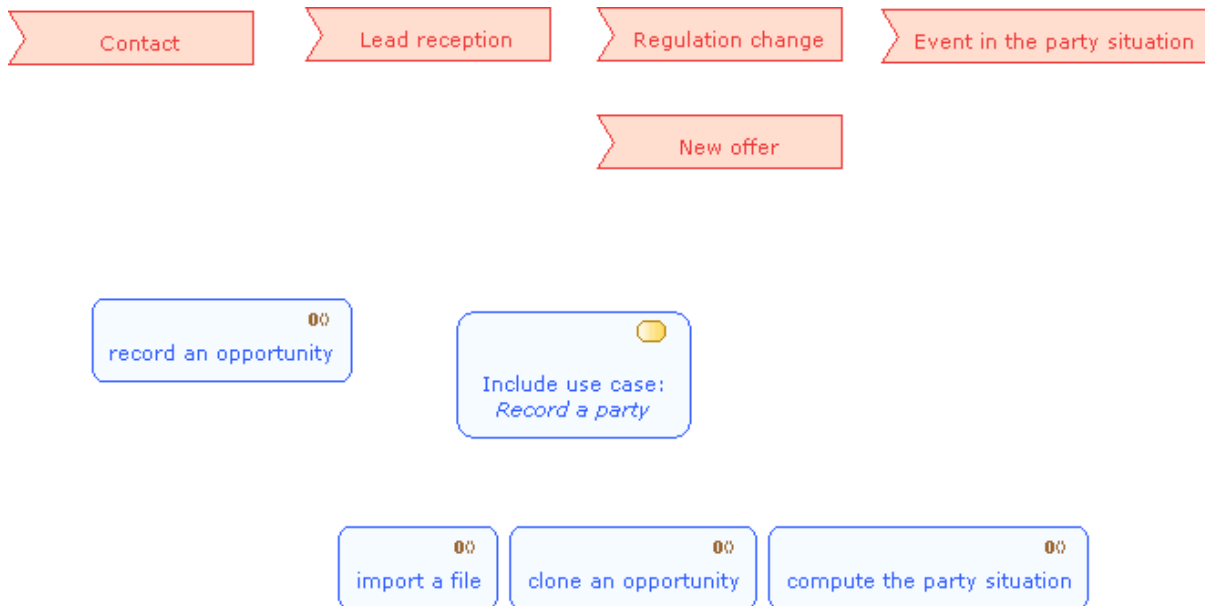 Contact
Lead reception
Regulation change
Event in the party situation
New offer
record an opportunity
Include use case:
Record a party
import a file
clone an opportunity
compute the party situation